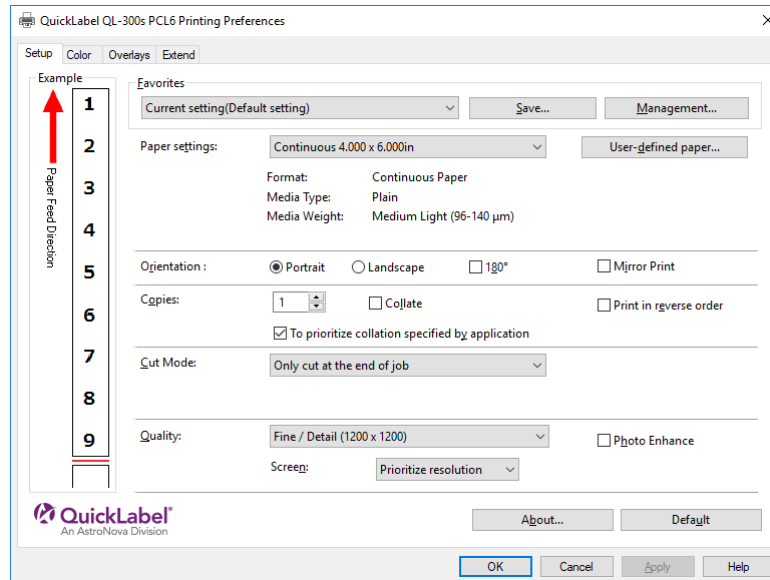 QuickLabel QL-300s PCL6 Printing Preferences
Setup Color Overlays Extend
Example
1
2
3
4
5
6
7
8
9
Paper Feed Direction
Favorites
Current setting(Default setting) Save... Management...
Paper settings: Continuous 4.000 x 6.000in User-defined paper...
Format: Continuous Paper
Media Type: Plain
Media Weight: Medium Light (96-140 μm)
Orientation : Portrait Landscape 180° Mirror Print
Copies: 1 Collate Print in reverse order
To prioritize collation specified by application
Cut Mode: Only cut at the end of job
Quality: Fine / Detail (1200 x 1200) Photo Enhance
Screen: Prioritize resolution
QuickLabel®
An AstroNova Division
About... Default
OK Cancel Apply Help